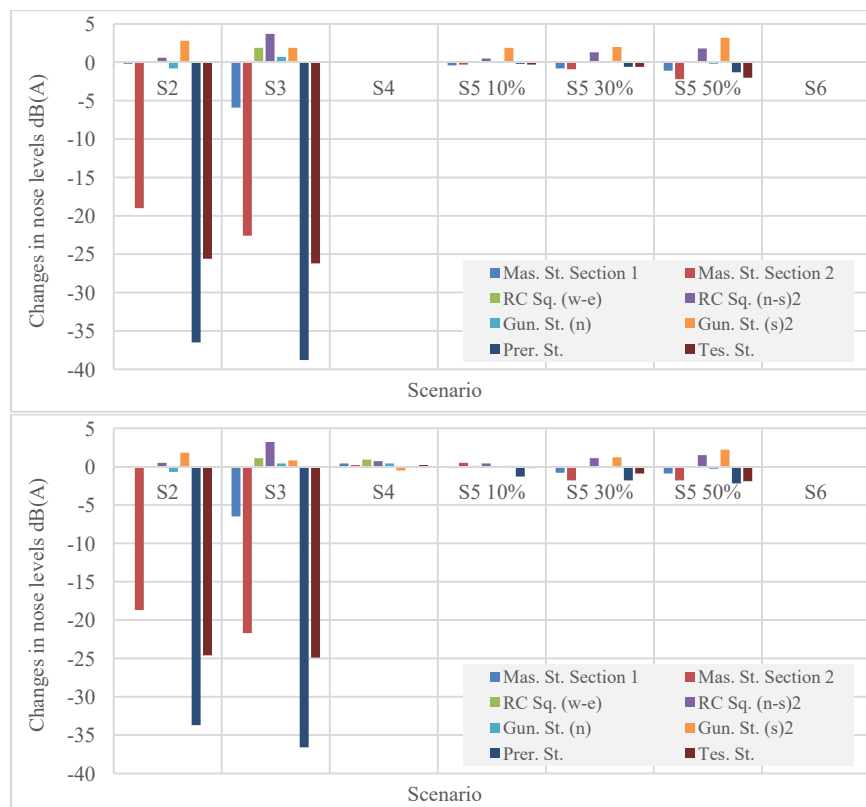 5
0
-5
-10
-15
-20
-25
-30
-35
-40
Changes in nose levels dB(A)
S2 S3 S4 S5 10% S5 30% S5 50% S6
Mas. St. Section 1 Mas. St. Section 2
RC Sq. (w-e) RC Sq. (n-s)2
Gun. St. (n) Gun. St. (s)2
Prer. St. Tes. St.
Scenario
5
0
-5
-10
-15
-20
-25
-30
-35
-40
Changes in nose levels dB(A)
S2 S3 S4 S5 10% S5 30% S5 50% S6
Mas. St. Section 1 Mas. St. Section 2
RC Sq. (w-e) RC Sq. (n-s)2
Gun. St. (n) Gun. St. (s)2
Prer. St. Tes. St.
Scenario